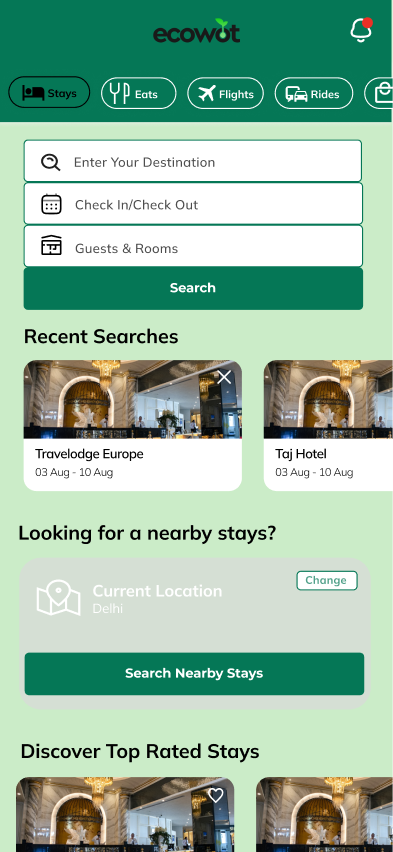 ecowot
Stays
Eats
Flights
Rides
Enter Your Destination
Check In/Check Out
Guests & Rooms
Search
Recent Searches
Travelodge Europe
03 Aug - 10 Aug
Taj Hotel
03 Aug - 10 Aug
Looking for a nearby stays?
Current Location
Delhi
Change
Search Nearby Stays
Discover Top Rated Stays